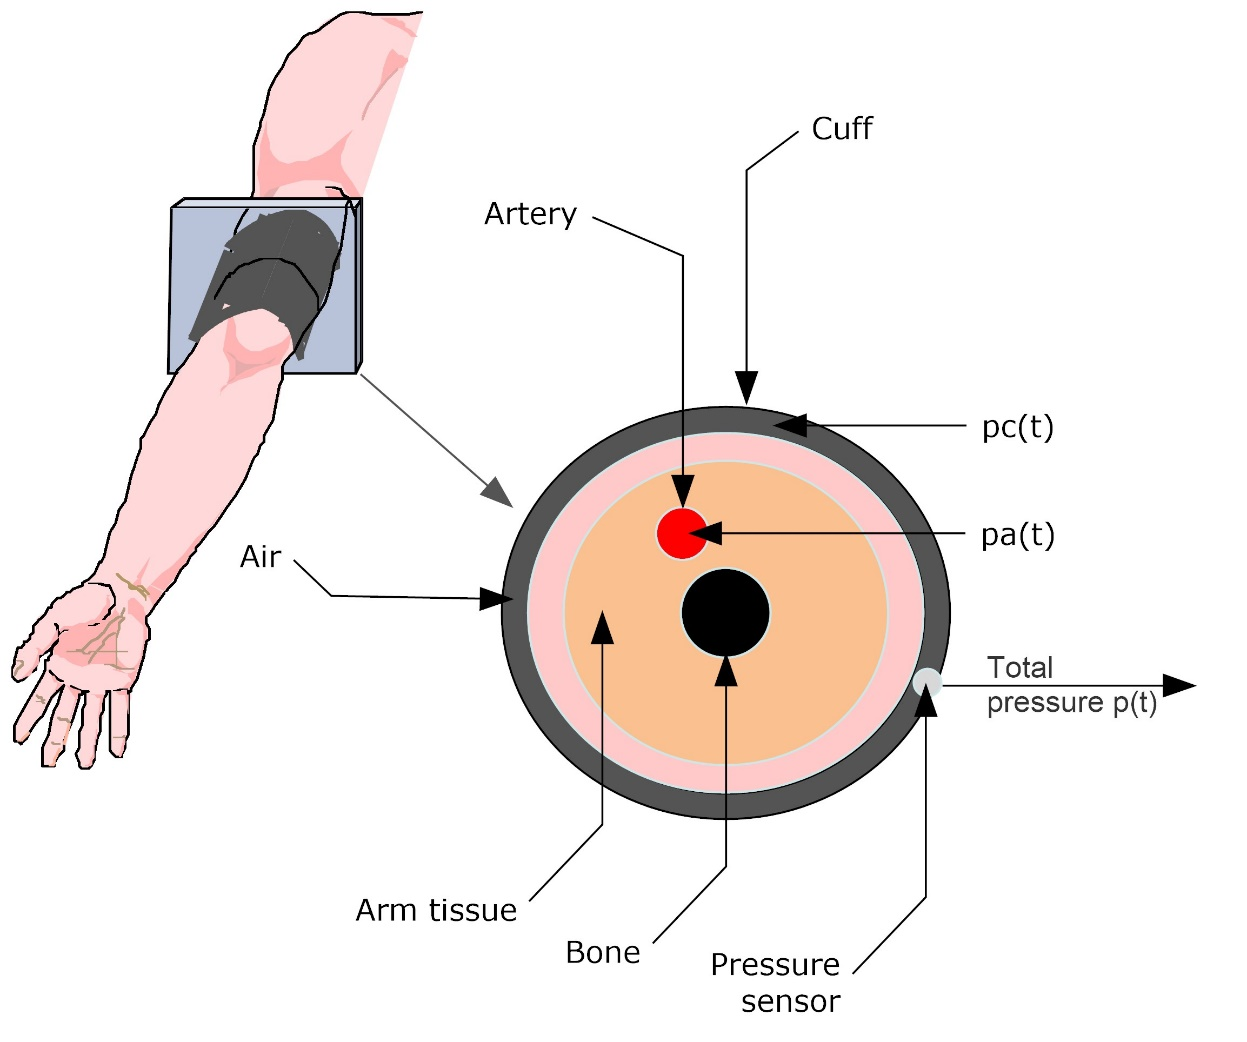 Cuff
Artery
pc(t)
pa(t)
Air
Total
pressure p(t)
Arm tissue
Bone
Pressure
sensor